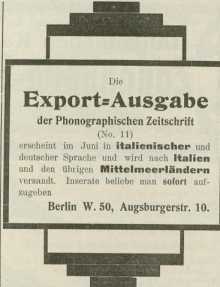 Die
Export=Ausgabe
der Phonographischen Zeitschrift
(No. 11)
erscheint im Juni in italienischer und
deutscher Sprache und wird nach Italien
und den übrigen Mittelmeerländern
versandt. Inserate beliebe man sofort auf-
zugeben
Berlin W. 50, Augsburgerstr. 10.